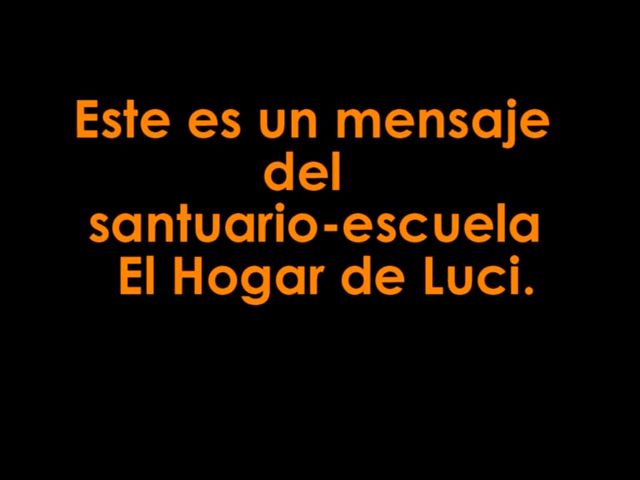 Este es un mensaje
del
santuario-escuela
El Hogar de Luci.